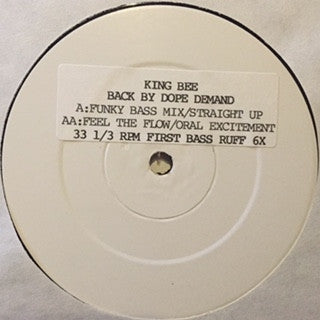 KING BEE
BACK BY DOPE DEMAND
A:FUNKY BASS MIX/STRAIGHT UP
AA:FEEL THE FLOW/ORAL EXCITEMENT
33 1/3 RPM FIRST BASS RUFF 6X